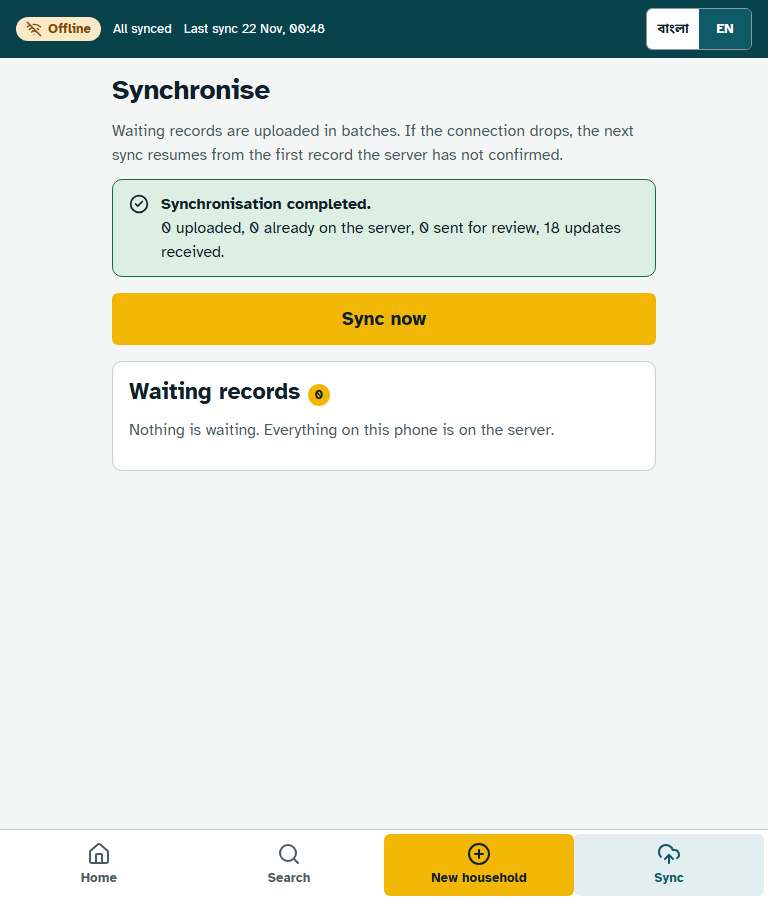 Offline All synced Last sync 22 Nov, 00:48 বাংলা EN
Synchronise
Waiting records are uploaded in batches. If the connection drops, the next
sync resumes from the first record the server has not confirmed.
Synchronisation completed.
0 uploaded, 0 already on the server, 0 sent for review, 18 updates
received.
Sync now
Waiting records 0
Nothing is waiting. Everything on this phone is on the server.
Home Search New household Sync